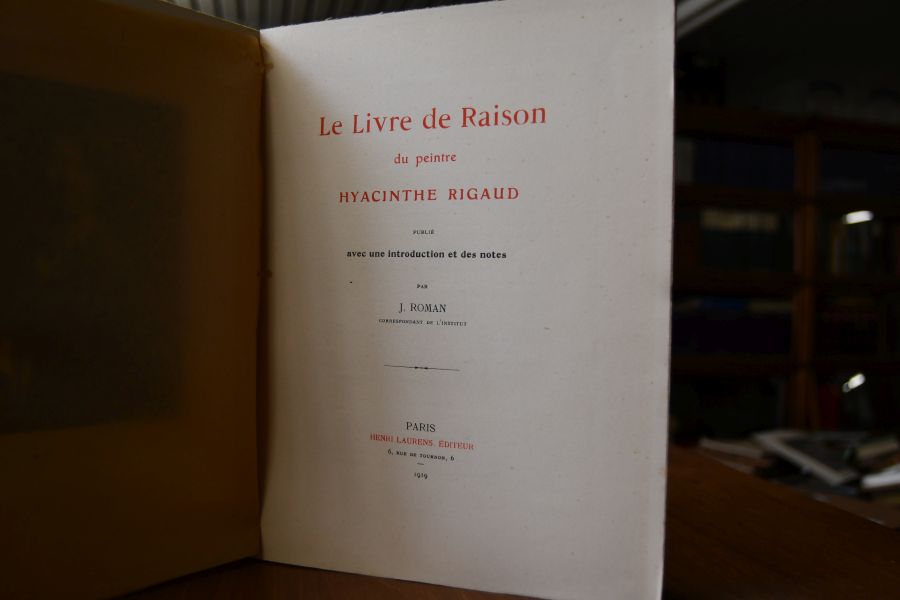 Le Livre de Raison
du peintre
HYACINTHE RIGAUD
PUBLIÉ
avec une introduction et des notes
PAR
J. ROMAN
CORRESPONDANT DE L'INSTITUT
PARIS
HENRI LAURENS, ÉDITEUR
6, RUE DE TOURNON, 6
1919